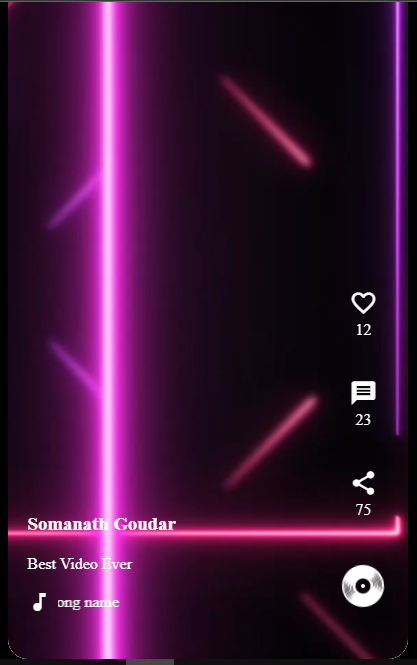 12
23
75
Somanath Goudar
Best Video Ever
ong name